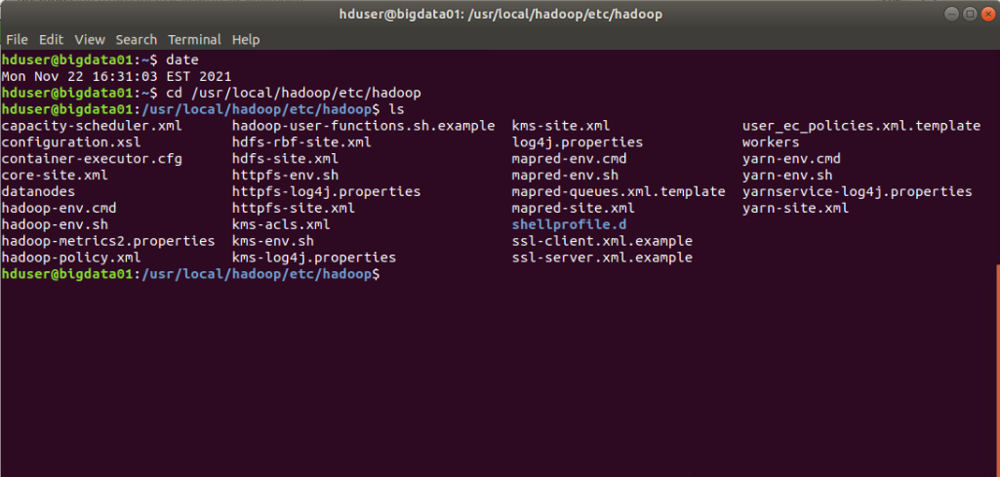 hduser@bigdata01: /usr/local/hadoop/etc/hadoop
File Edit View Search Terminal Help
hduser@bigdata01:~$ date
Mon Nov 22 16:31:03 EST 2021
hduser@bigdata01:~$ cd /usr/local/hadoop/etc/hadoop
hduser@bigdata01:/usr/local/hadoop/etc/hadoop$ ls
capacity-scheduler.xml hadoop-user-functions.sh.example kms-site.xml user_ec_policies.xml.template
configuration.xsl hdfs-rbf-site.xml log4j.properties workers
container-executor.cfg hdfs-site.xml mapred-env.cmd yarn-env.cmd
core-site.xml httpfs-env.sh mapred-env.sh yarn-env.sh
datanodes httpfs-log4j.properties mapred-queues.xml.template yarnservice-log4j.properties
hadoop-env.cmd httpfs-site.xml mapred-site.xml yarn-site.xml
hadoop-env.sh kms-acls.xml shellprofile.d
hadoop-metrics2.properties kms-env.sh ssl-client.xml.example
hadoop-policy.xml kms-log4j.properties ssl-server.xml.example
hduser@bigdata01:/usr/local/hadoop/etc/hadoop$